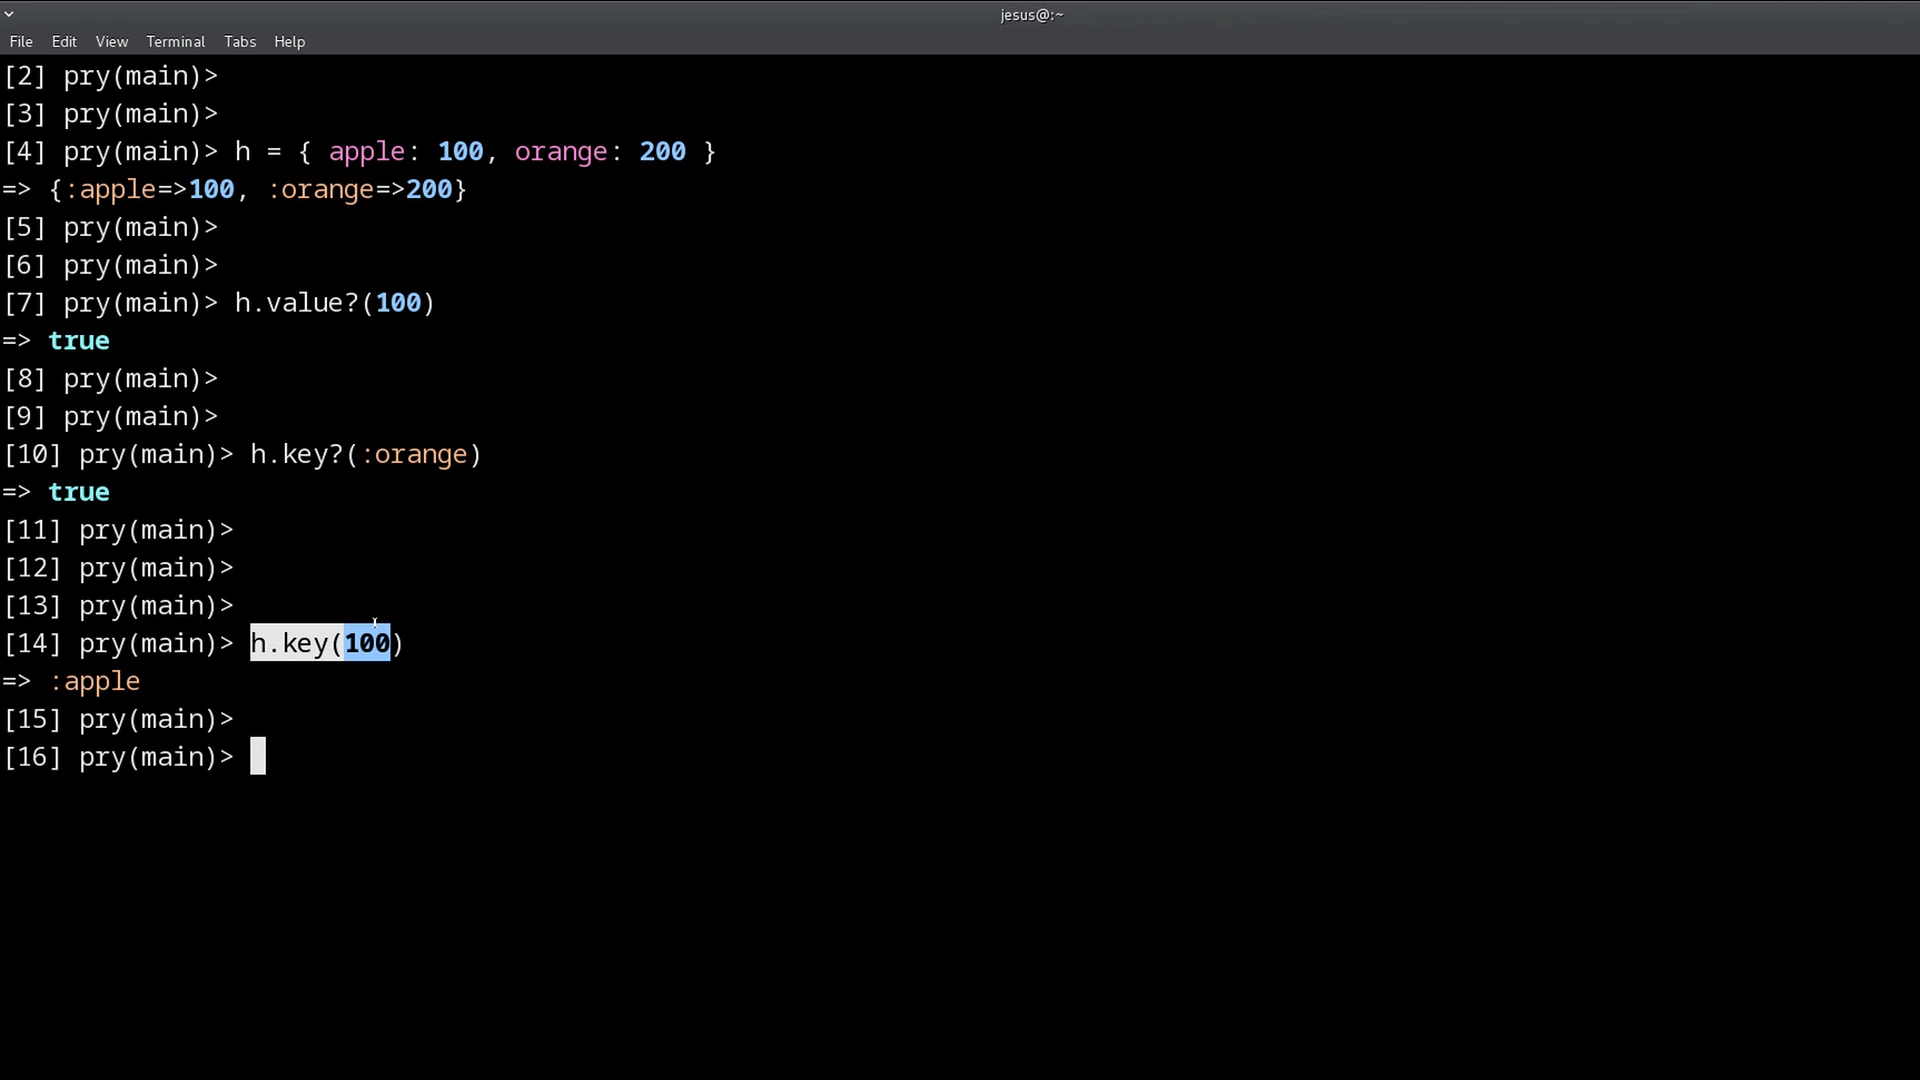 jesus@:~
File Edit View Terminal Tabs Help
[2] pry(main)>
[3] pry(main)>
[4] pry(main)> h = { apple: 100, orange: 200 }
=> {:apple=>100, :orange=>200}
[5] pry(main)>
[6] pry(main)>
[7] pry(main)> h.value?(100)
=> true
[8] pry(main)>
[9] pry(main)>
[10] pry(main)> h.key?(:orange)
=> true
[11] pry(main)>
[12] pry(main)>
[13] pry(main)>
[14] pry(main)> h.key(100)
=> :apple
[15] pry(main)>
[16] pry(main)>